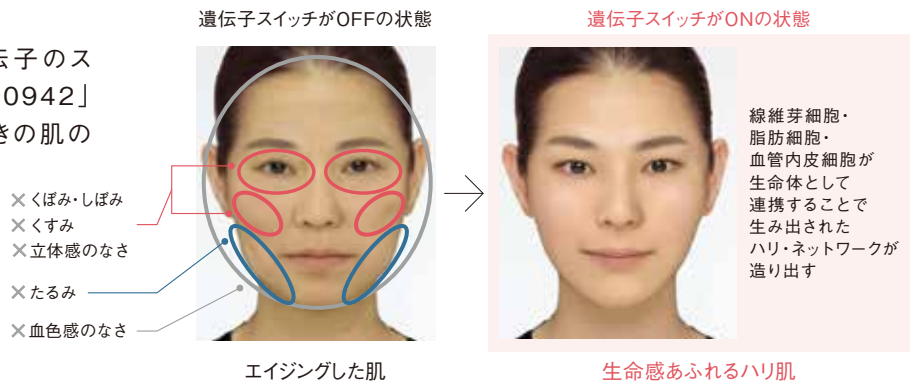 遺伝子スイッチがOFFの状態
遺伝子スイッチがONの状態
伝子のス
0942」
きの肌の
×くぼみ・しぼみ
×くすみ
×立体感のなさ
×たるみ
×血色感のなさ
線維芽細胞・
脂肪細胞・
血管内皮細胞が
生命体として
連携することで
生み出された
ハリ・ネットワークが
造り出す
エイジングした肌
生命感あふれるハリ肌